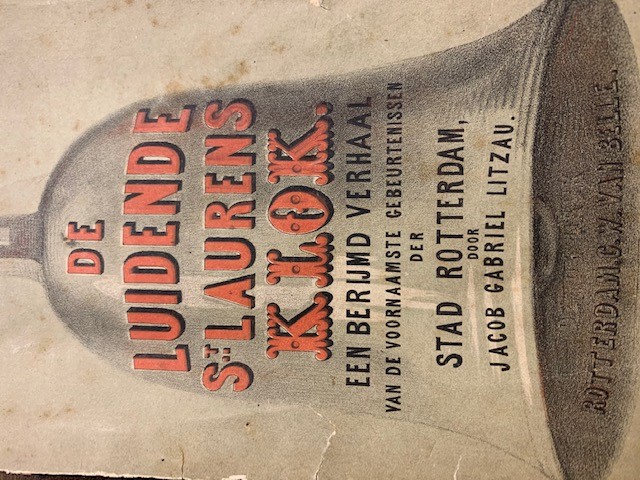 DE
LUIDENDE
ST. LAURENS
KLOK.
EEN BERIJMD VERHAAL
VAN DE VOORNAAMSTE GEBEURTENISSEN
DER
STAD ROTTERDAM,
DOOR
JACOB GABRIEL LITZAU.
ROTTERDAM G.W. VAN BELLE.